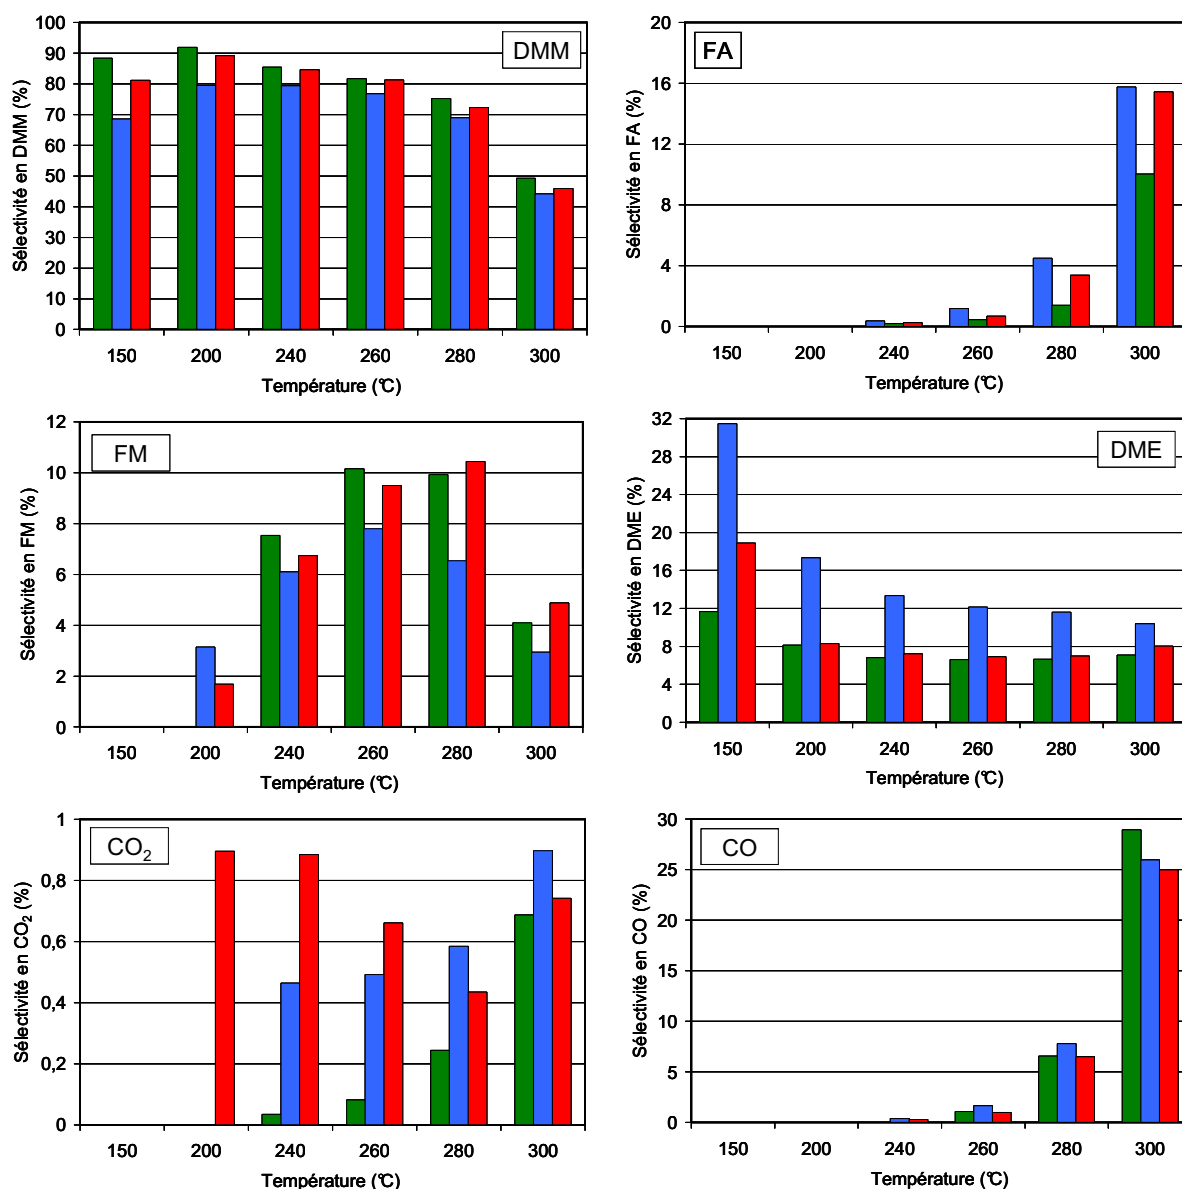 DMM
Sélectivité en DMM (%)
100
90
80
70
60
50
40
30
20
10
0
150 200 240 260 280 300
Température (°C)
FA
Sélectivité en FA (%)
20
16
12
8
4
0
150 200 240 260 280 300
Température (°C)
FM
Sélectivité en FM (%)
12
10
8
6
4
2
0
150 200 240 260 280 300
Température (°C)
DME
Sélectivité en DME (%)
32
28
24
20
16
12
8
4
0
150 200 240 260 280 300
Température (°C)
CO₂
Sélectivité en CO₂ (%)
1
0,8
0,6
0,4
0,2
0
150 200 240 260 280 300
Température (°C)
CO
Sélectivité en CO (%)
30
25
20
15
10
5
0
150 200 240 260 280 300
Température (°C)